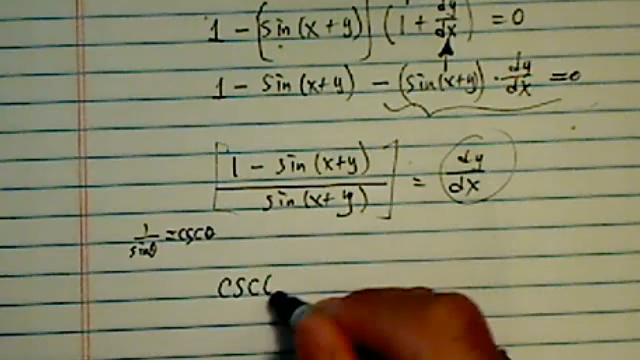 1 - [sin(x+y)] (1 + dy/dx) = 0
1 - sin(x+y) - (sin(x+y)) · dy/dx = 0
[1 - sin(x+y) / sin(x+y)] = dy/dx
1/sinθ = cscθ
csc(